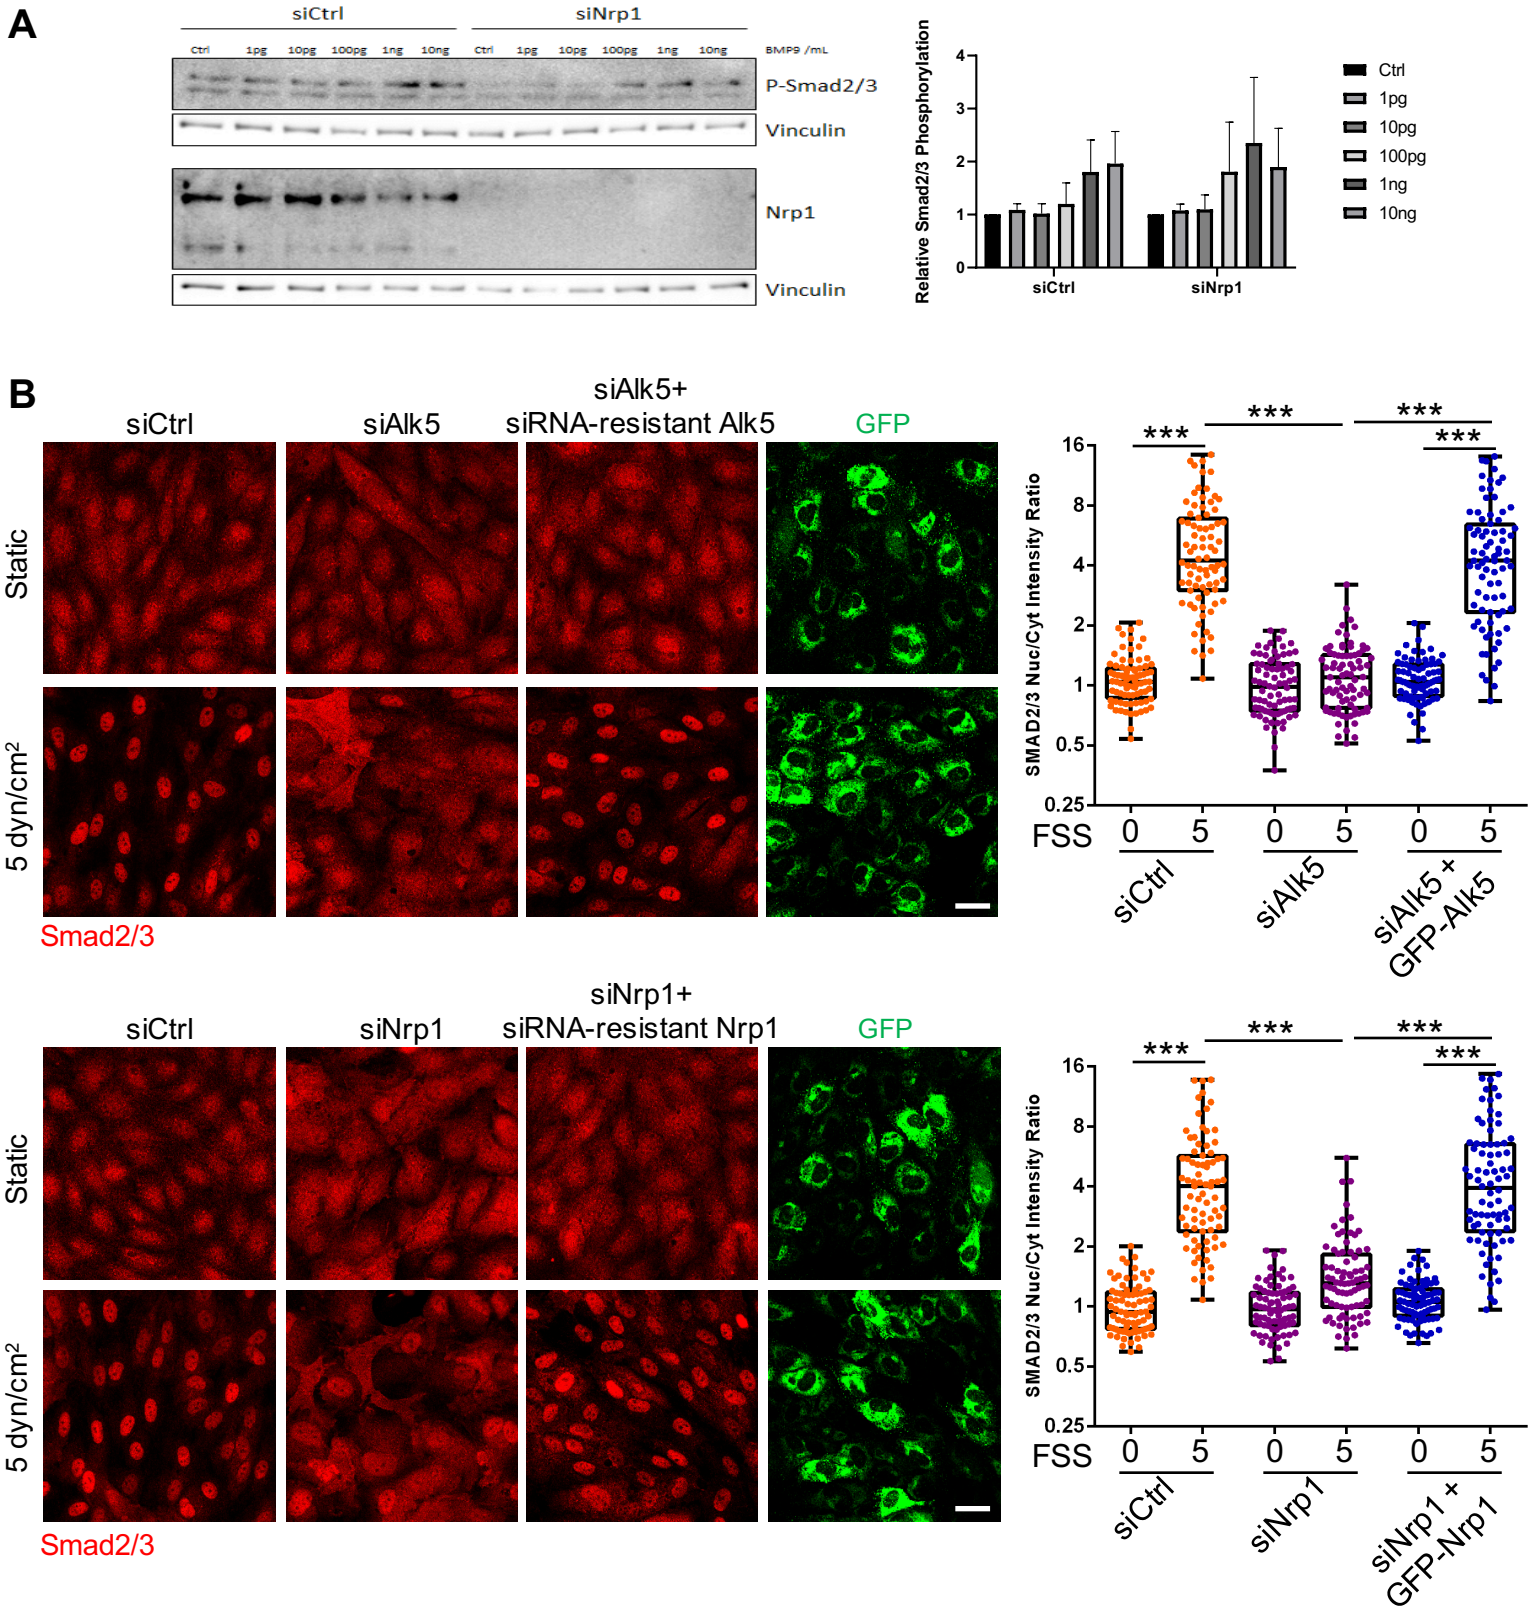 A
siCtrl siNrp1
Ctrl 1pg 10pg 100pg 1ng 10ng Ctrl 1pg 10pg 100pg 1ng 10ng BMP9 /mL
P-Smad2/3
Vinculin
Nrp1
Vinculin
Relative Smad2/3 Phosphorylation
4
3
2
1
0
siCtrl siNrp1
Ctrl
1pg
10pg
100pg
1ng
10ng
B
siCtrl siAlk5 siAlk5+
siRNA-resistant Alk5 GFP
Static
5 dyn/cm²
Smad2/3
SMAD2/3 Nuc/Cyt Intensity Ratio
*** *** *** ***
16
8
4
2
1
0.5
0.25
FSS 0 5 0 5 0 5
siCtrl
siAlk5
siAlk5 +
GFP-Alk5
siCtrl siNrp1 siNrp1+
siRNA-resistant Nrp1 GFP
Static
5 dyn/cm²
Smad2/3
SMAD2/3 Nuc/Cyt Intensity Ratio
*** *** *** ***
16
8
4
2
1
0.5
0.25
FSS 0 5 0 5 0 5
siCtrl
siNrp1
siNrp1 +
GFP-Nrp1